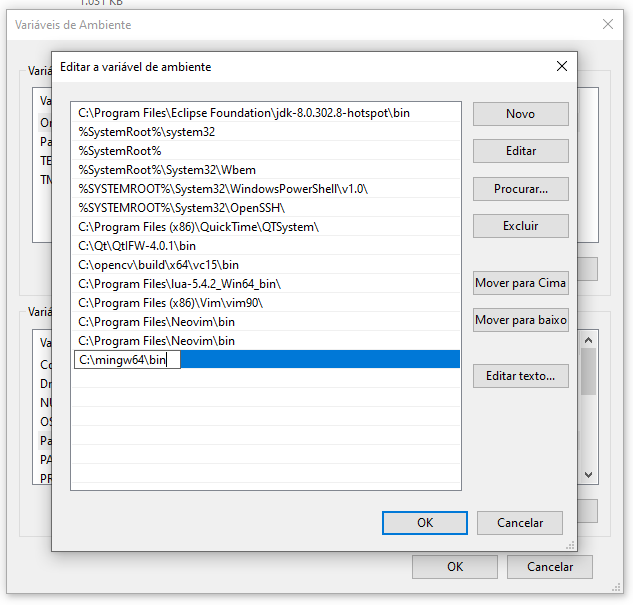 1.031 KB
Variáveis de Ambiente
Editar a variável de ambiente
Variá
Va
Or
Pa
TE
TN
C:\Program Files\Eclipse Foundation\jdk-8.0.302.8-hotspot\bin
%SystemRoot%\system32
%SystemRoot%
%SystemRoot%\System32\Wbem
%SYSTEMROOT%\System32\WindowsPowerShell\v1.0\
%SYSTEMROOT%\System32\OpenSSH\
C:\Program Files (x86)\QuickTime\QTSystem\
C:\Qt\QtIFW-4.0.1\bin
C:\opencv\build\x64\vc15\bin
C:\Program Files\lua-5.4.2_Win64_bin\
C:\Program Files (x86)\Vim\vim90\
C:\Program Files\Neovim\bin
C:\Program Files\Neovim\bin
C:\mingw64\bin
Novo
Editar
Procurar...
Excluir
Mover para Cima
Mover para baixo
Editar texto...
Variá
Va
Co
Dr
NU
OS
Pa
PA
PR
OK
Cancelar
OK
Cancelar